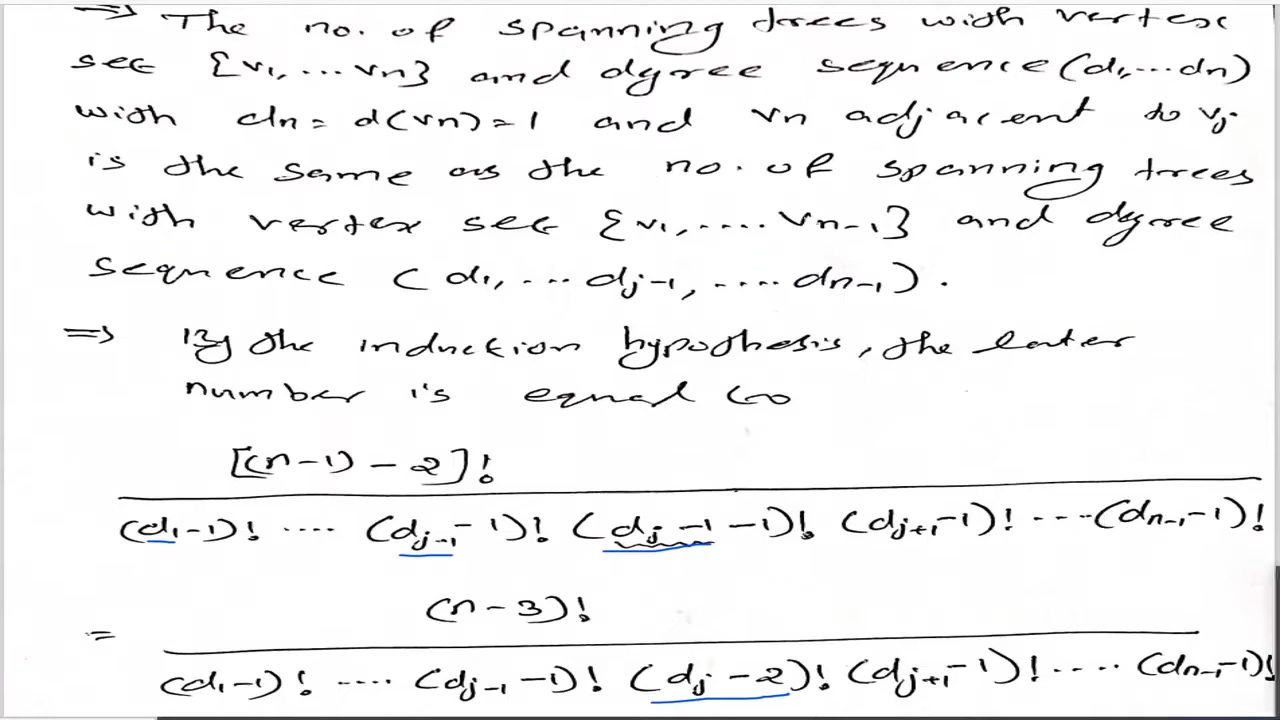 ⇒ The no. of spanning trees with vertex
set {v₁, ... vₙ} and degree sequence (d₁, ... dₙ)
with dₙ = d(vₙ) = 1 and vₙ adjacent to vⱼ
is the same as the no. of spanning trees
with vertex set {v₁, .... vₙ₋₁} and degree
sequence (d₁, ... dⱼ-1, .... dₙ₋₁).
⇒ By the induction hypothesis, the later
number is equal to
[(n-1) - 2]!
(d₁-1)! .... (dⱼ₋₁-1)! (dⱼ-1-1)! (dⱼ₊₁-1)! .... (dₙ₋₁-1)!
(n-3)!
=
(d₁-1)! .... (dⱼ₋₁-1)! (dⱼ-2)! (dⱼ₊₁-1)! .... (dₙ₋₁-1)!